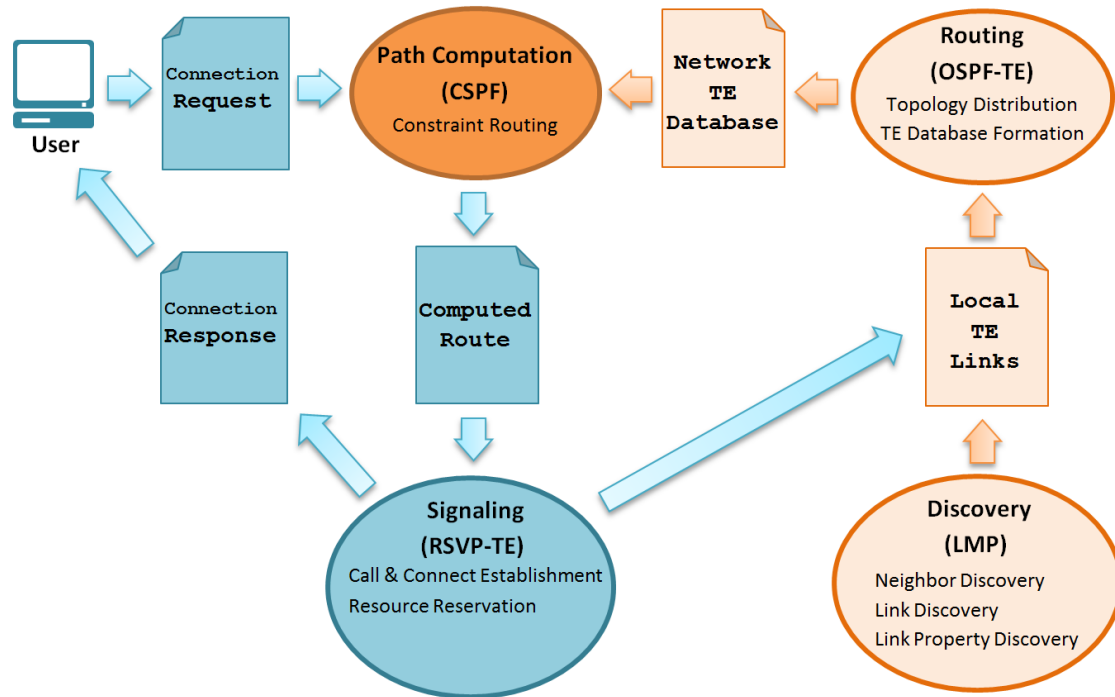 User
Connection
Request
Path Computation
(CSPF)
Constraint Routing
Network
TE
Database
Routing
(OSPF-TE)
Topology Distribution
TE Database Formation
Connection
Response
Computed
Route
Local
TE
Links
Signaling
(RSVP-TE)
Call & Connect Establishment
Resource Reservation
Discovery
(LMP)
Neighbor Discovery
Link Discovery
Link Property Discovery